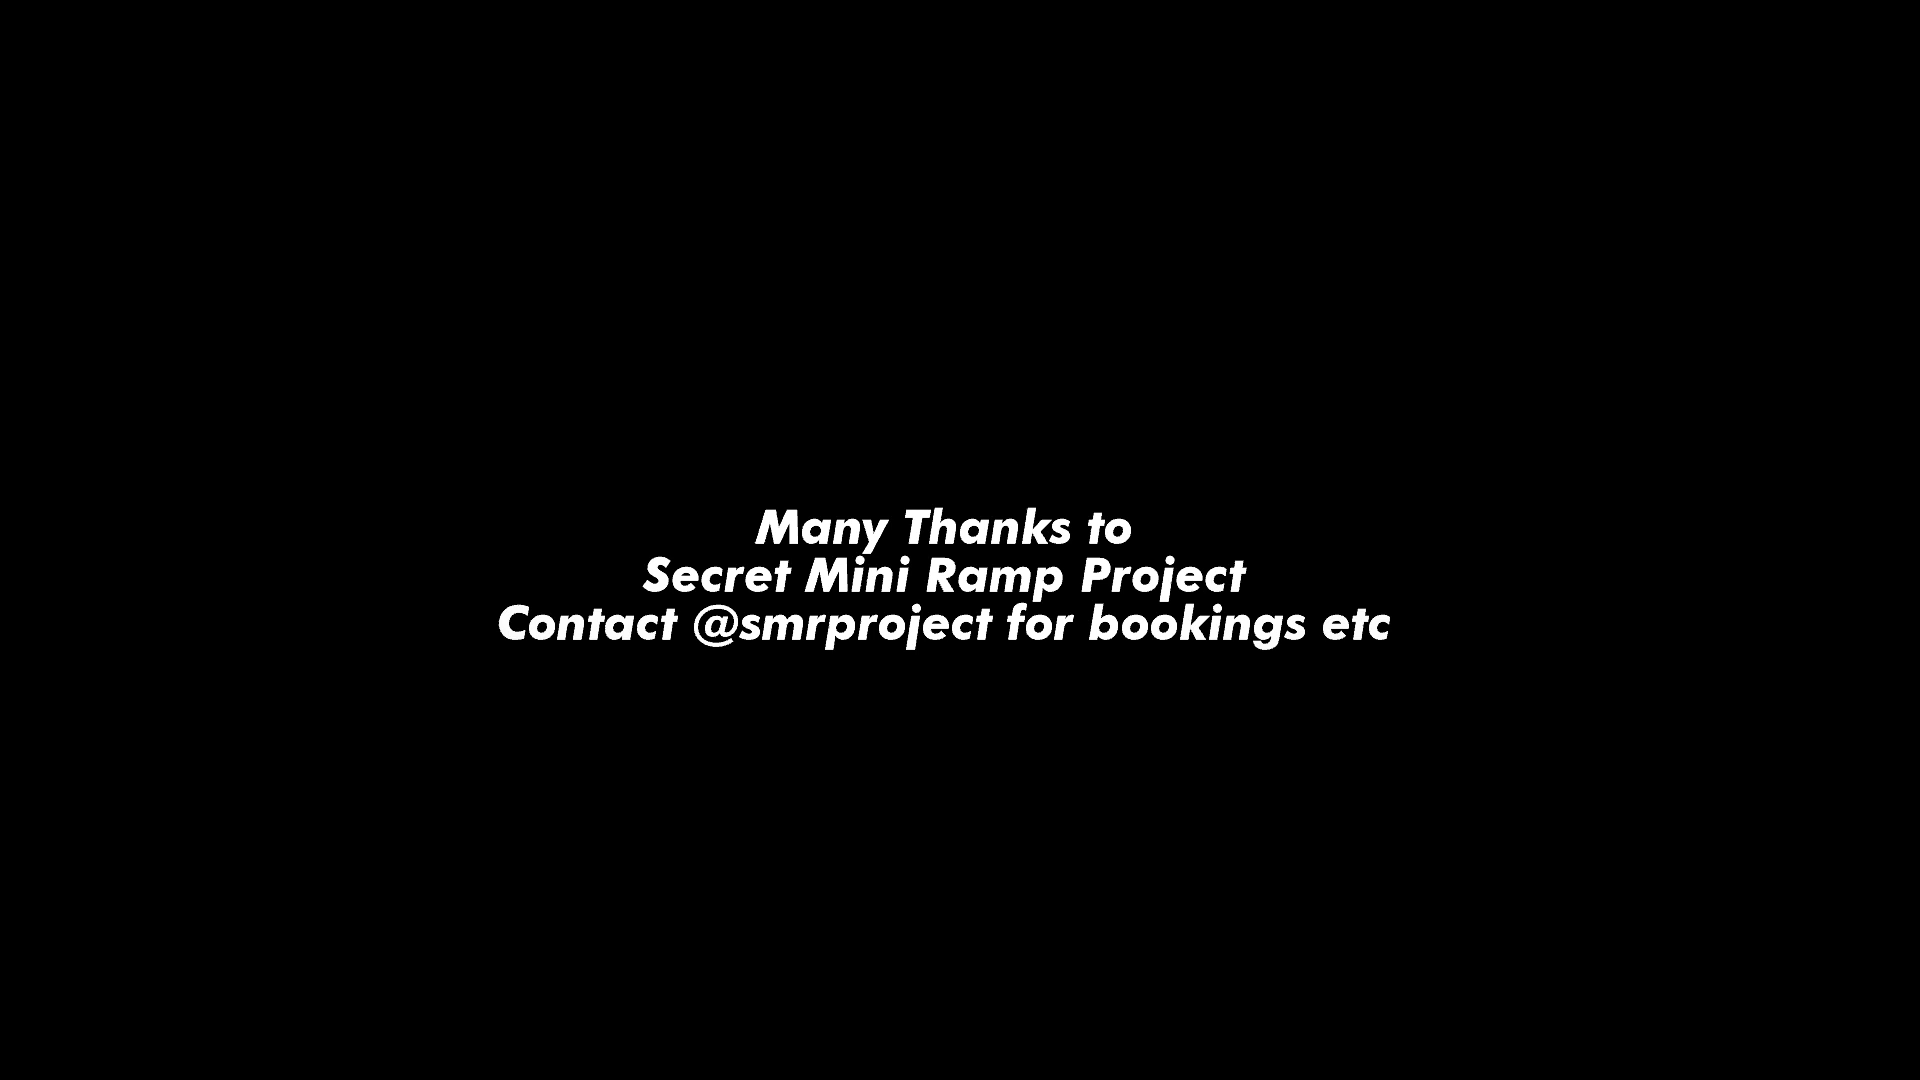 Many Thanks to
Secret Mini Ramp Project
Contact @smrproject for bookings etc